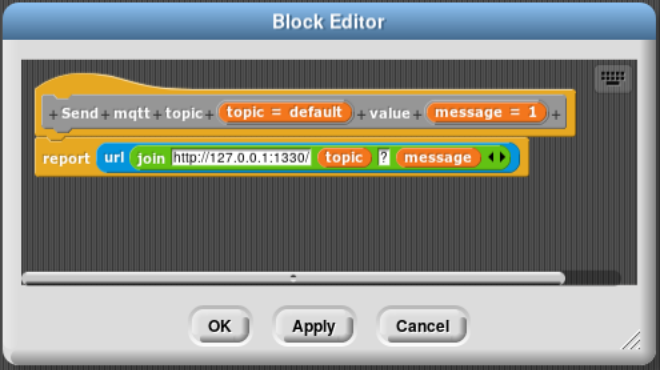 Block Editor
+ Send + mqtt + topic + topic = default + value + message = 1 +
report url join http://127.0.0.1:1330/ topic ? message
OK Apply Cancel